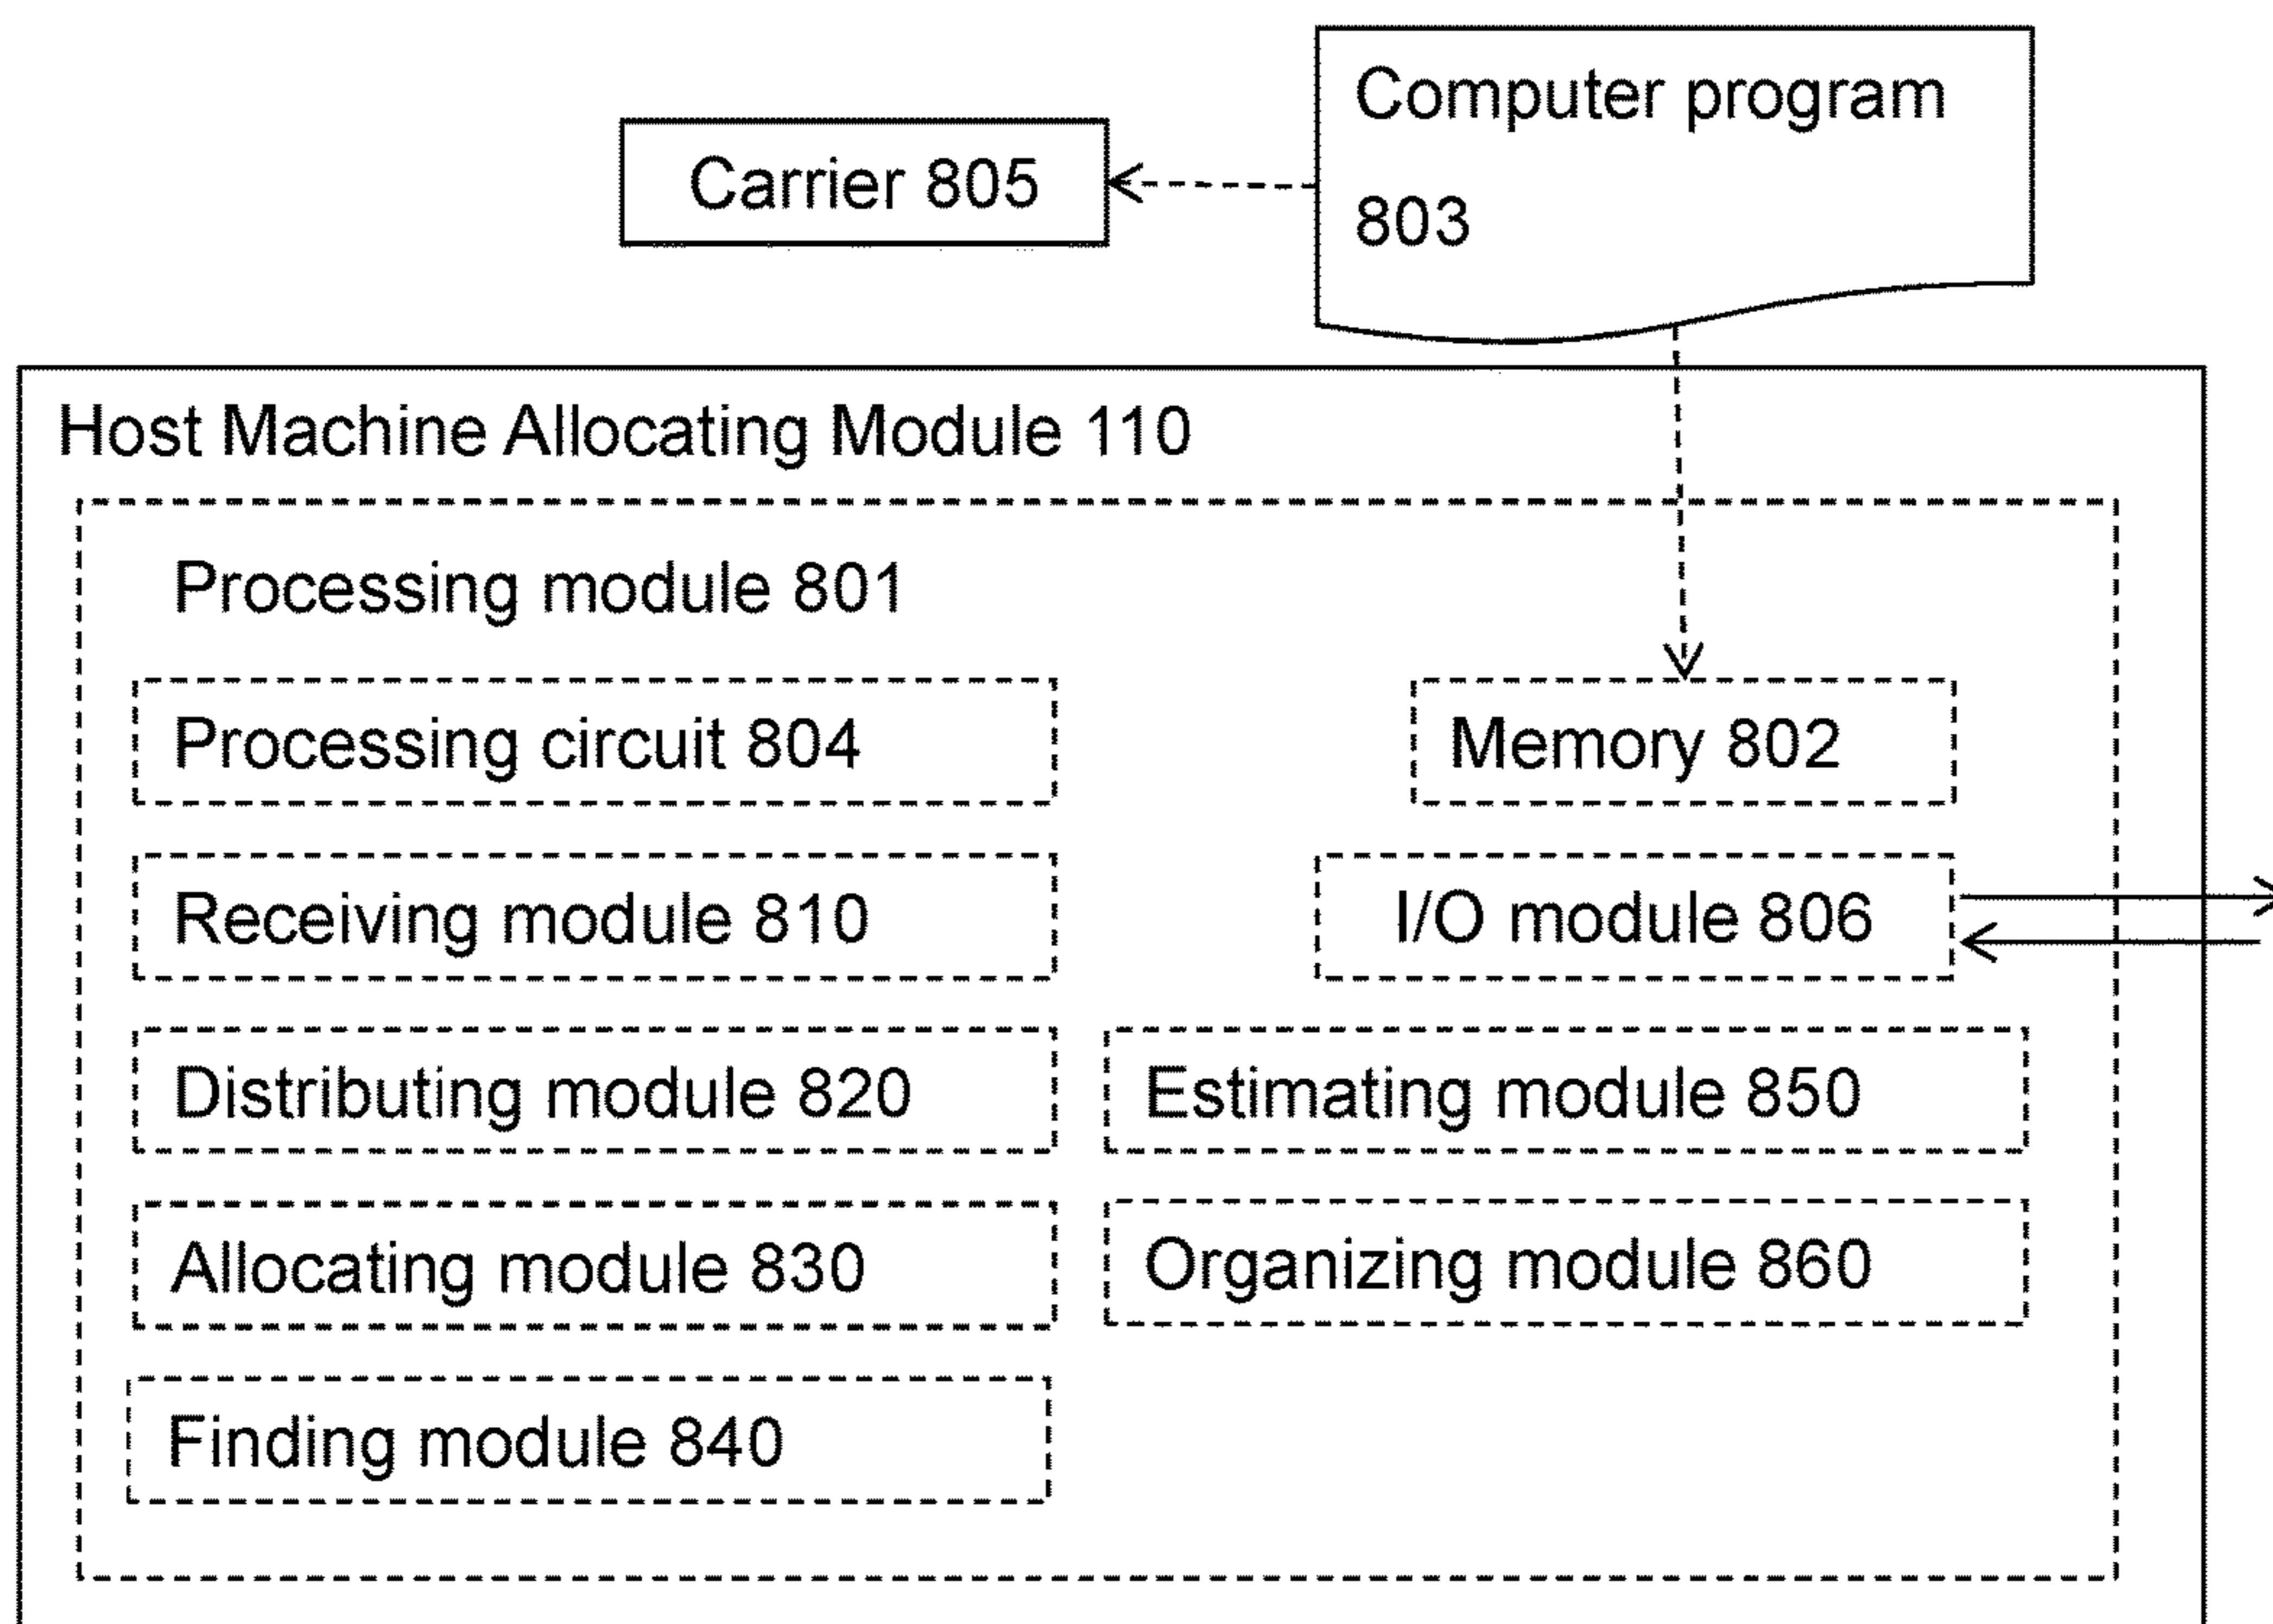 Computer program
803
Carrier 805
Host Machine Allocating Module 110
Processing module 801
Processing circuit 804
Memory 802
Receiving module 810
I/O module 806
Distributing module 820
Estimating module 850
Allocating module 830
Organizing module 860
Finding module 840